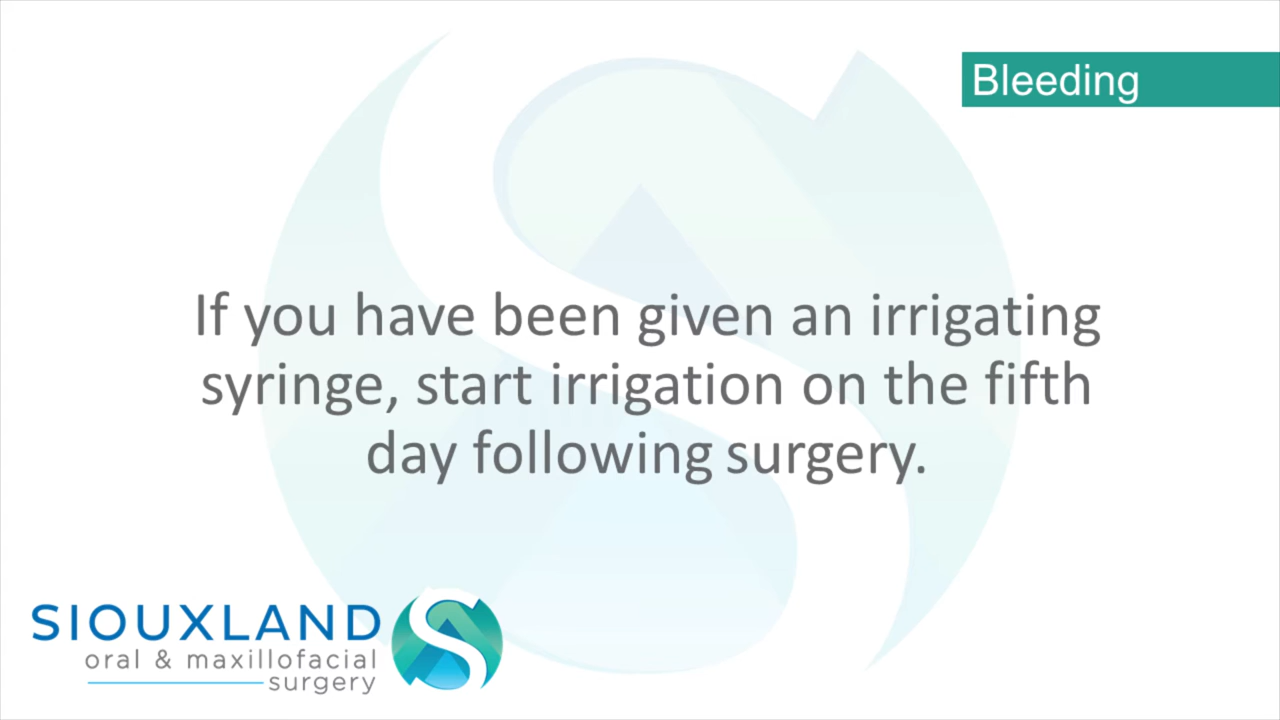 Bleeding
If you have been given an irrigating
syringe, start irrigation on the fifth
day following surgery.
SIOUXLAND
oral & maxillofacial
surgery